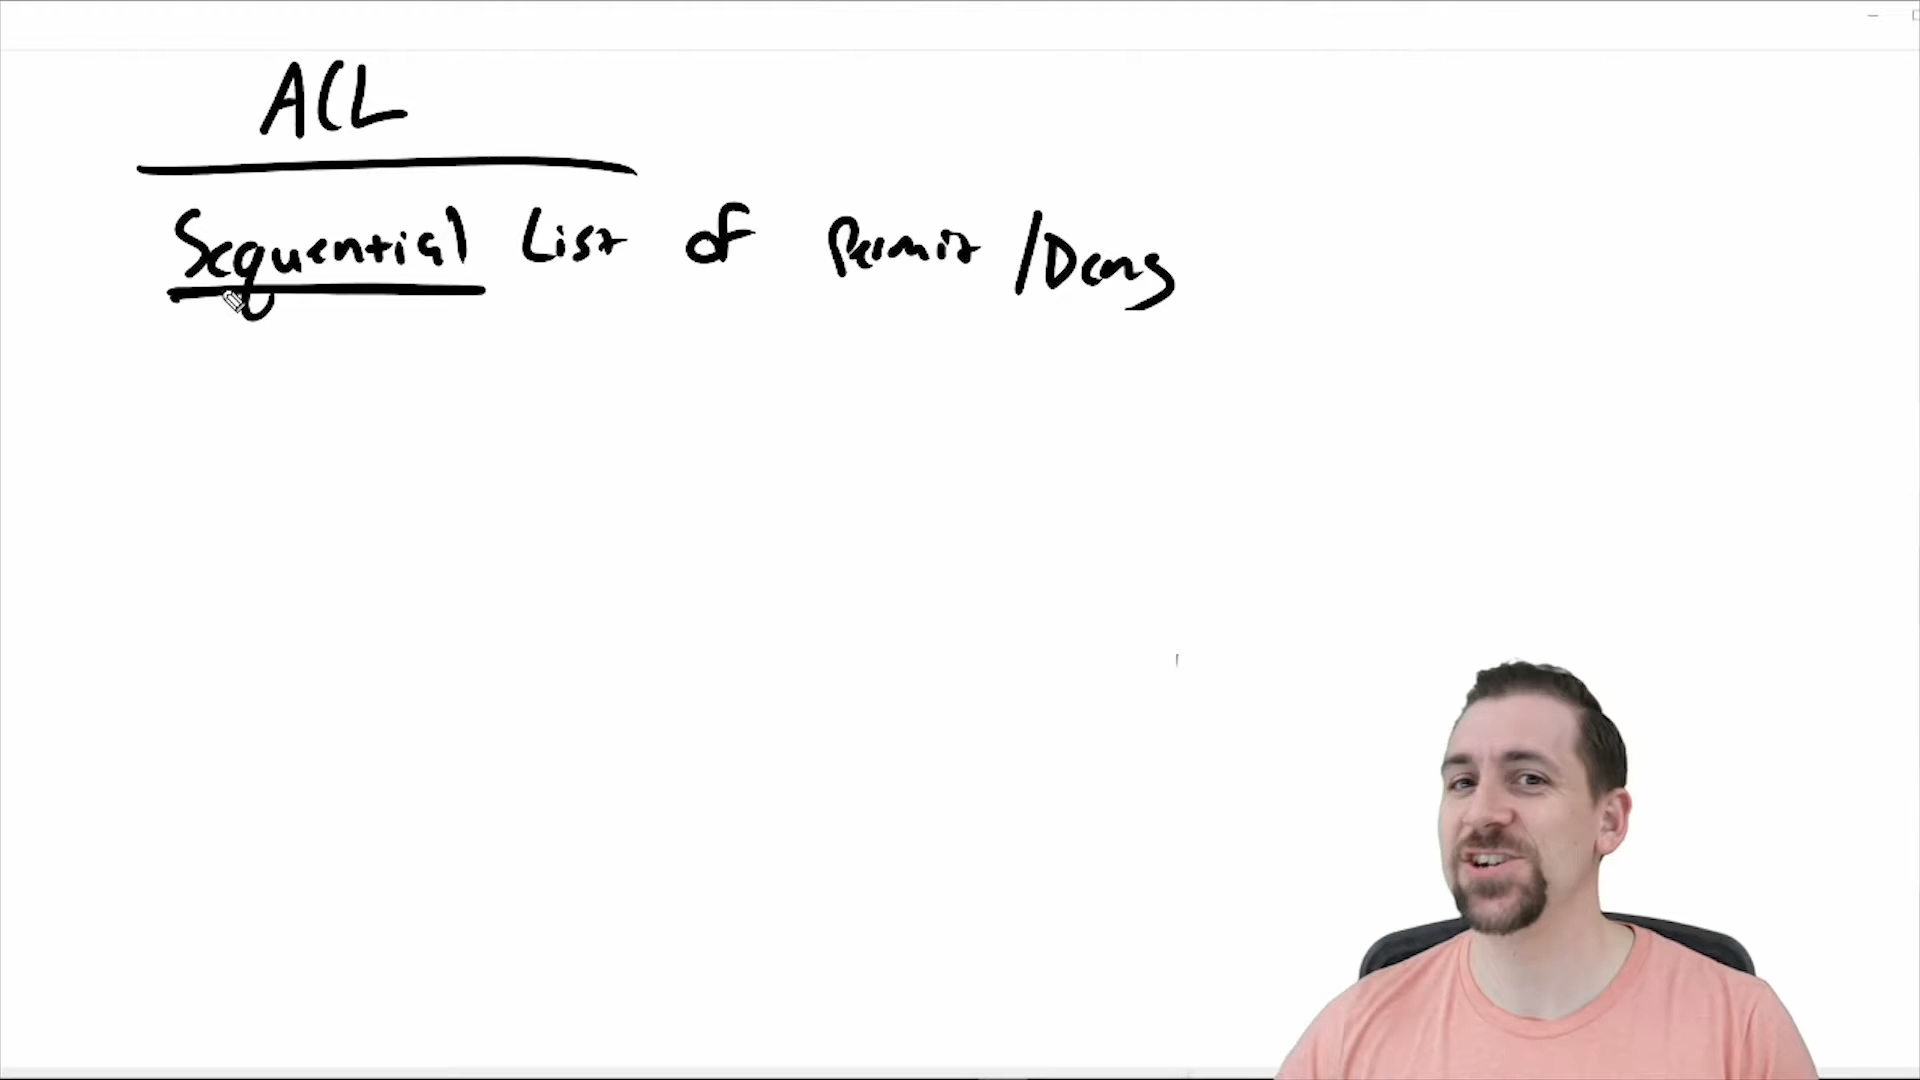 ACL
Sequential List of Permit / Deny